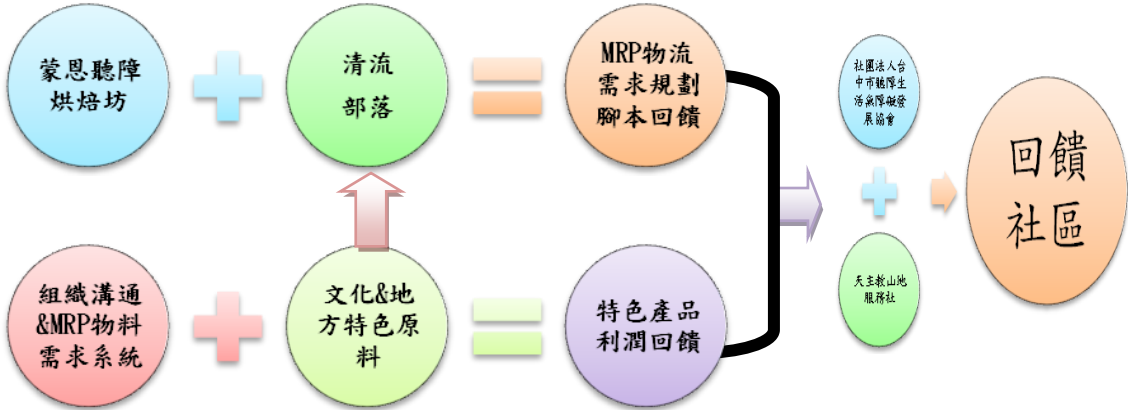 蒙恩聽障
烘焙坊
清流
部落
MRP物流
需求規劃
腳本回饋
組織溝通
&MRP物料
需求系統
文化&地
方特色原
料
特色產品
利潤回饋
社團法人台
中市聽障生
活無障礙發
展協會
天主教山地
服務社
回饋
社區